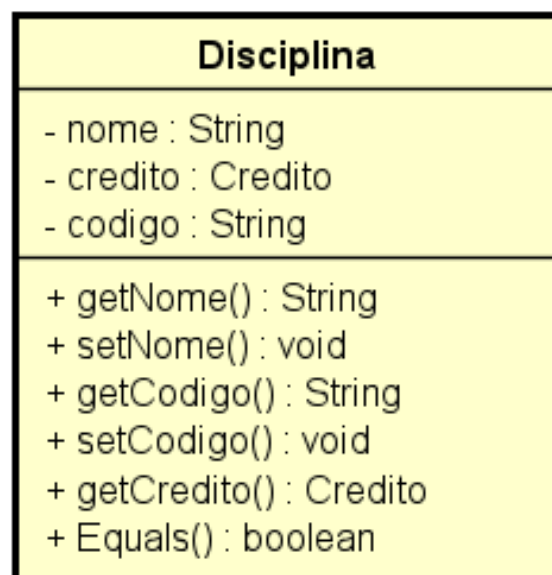 Disciplina
- nome : String
- credito : Credito
- codigo : String
+ getNome() : String
+ setNome() : void
+ getCodigo() : String
+ setCodigo() : void
+ getCredito() : Credito
+ Equals() : boolean